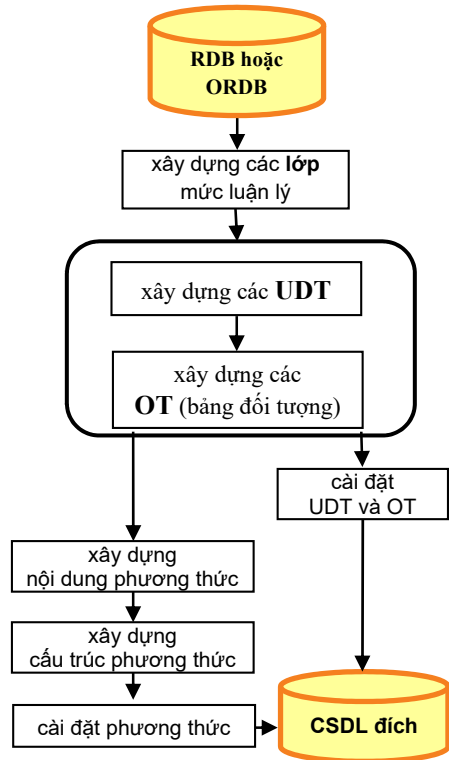 RDB hoặc
ORDB
xây dựng các lớp
mức luận lý
xây dựng các UDT
xây dựng các
OT (bảng đối tượng)
cài đặt
UDT và OT
xây dựng
nội dung phương thức
xây dựng
cấu trúc phương thức
cài đặt phương thức
CSDL đích